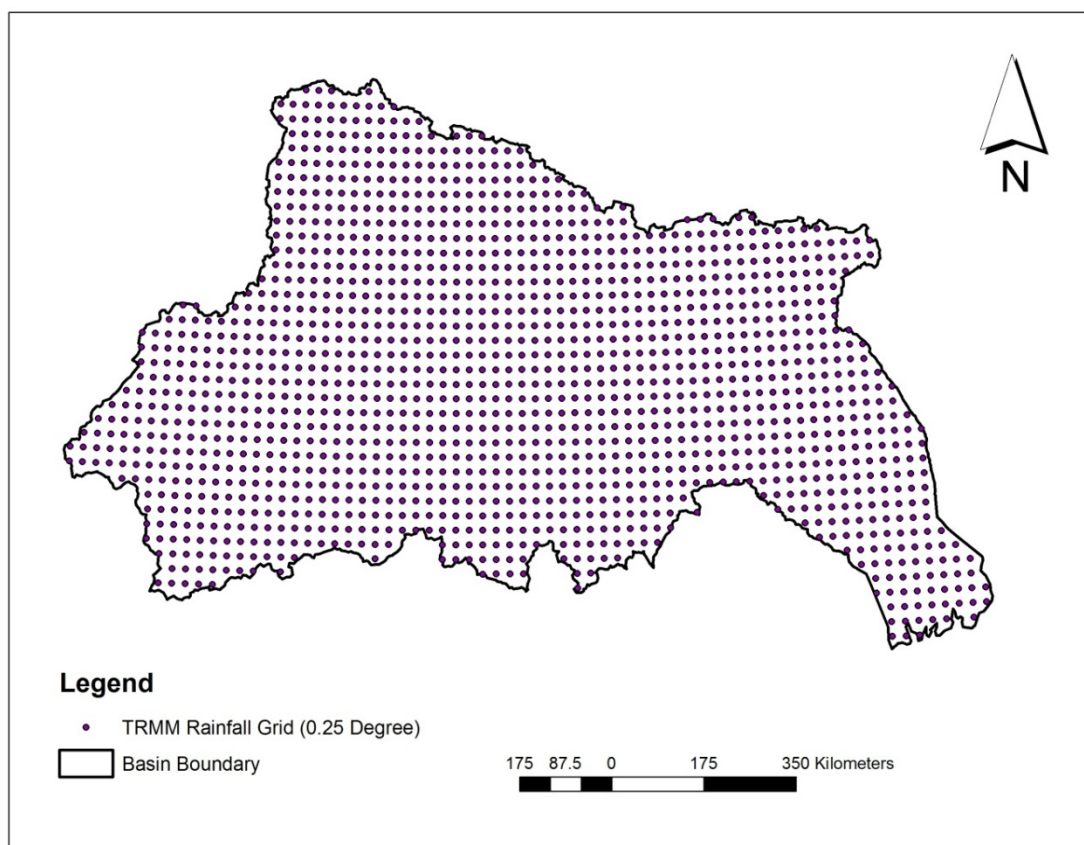 N
Legend
TRMM Rainfall Grid (0.25 Degree)
Basin Boundary
175 87.5 0 175 350 Kilometers